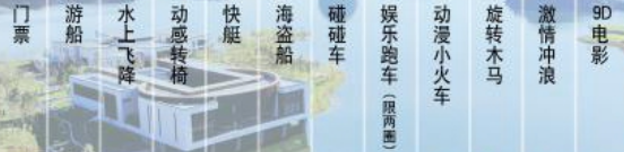 门票
游船
水上飞降
动感转椅
快艇
海盗船
碰碰车
娱乐跑车（限两圈）
动漫小火车
旋转木马
激情冲浪
9D电影